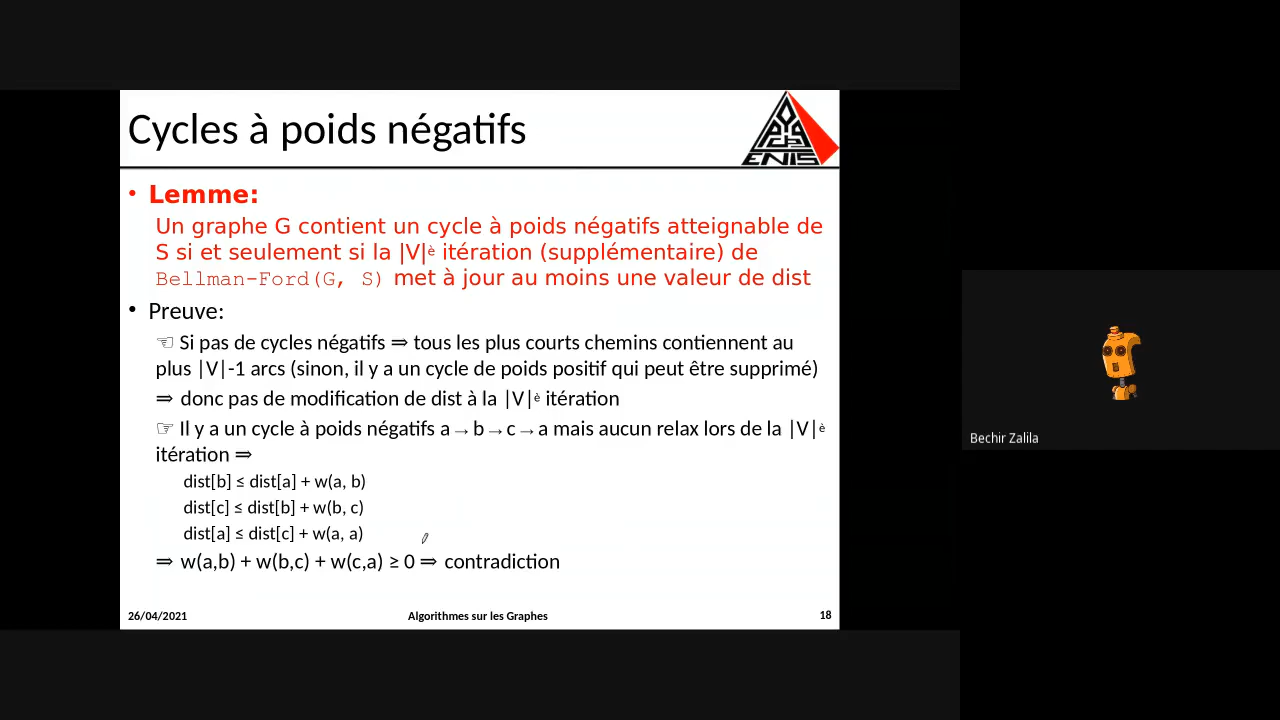 Cycles à poids négatifs
ENIS
• Lemme:
Un graphe G contient un cycle à poids négatifs atteignable de
S si et seulement si la |V|è itération (supplémentaire) de
Bellman-Ford(G, S) met à jour au moins une valeur de dist
• Preuve:
☜ Si pas de cycles négatifs ⇒ tous les plus courts chemins contiennent au
plus |V|-1 arcs (sinon, il y a un cycle de poids positif qui peut être supprimé)
⇒ donc pas de modification de dist à la |V|è itération
☞ Il y a un cycle à poids négatifs a→b→c→a mais aucun relax lors de la |V|è
itération ⇒
dist[b] ≤ dist[a] + w(a, b)
dist[c] ≤ dist[b] + w(b, c)
dist[a] ≤ dist[c] + w(a, a)
⇒ w(a,b) + w(b,c) + w(c,a) ≥ 0 ⇒ contradiction
26/04/2021 Algorithmes sur les Graphes 18
Bechir Zalila